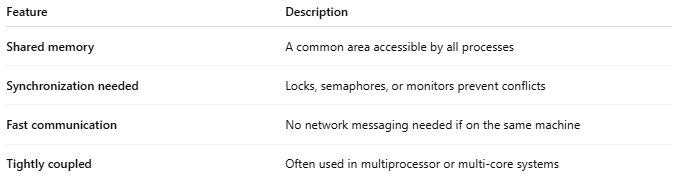 Feature Description
Shared memory A common area accessible by all processes
Synchronization needed Locks, semaphores, or monitors prevent conflicts
Fast communication No network messaging needed if on the same machine
Tightly coupled Often used in multiprocessor or multi-core systems